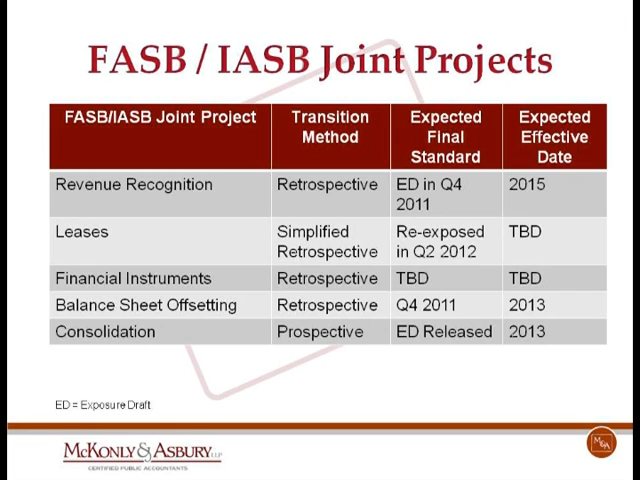 FASB / IASB Joint Projects
FASB/IASB Joint Project Transition Method Expected Final Standard Expected Effective Date
Revenue Recognition Retrospective ED in Q4 2011 2015
Leases Simplified Retrospective Re-exposed in Q2 2012 TBD
Financial Instruments Retrospective TBD TBD
Balance Sheet Offsetting Retrospective Q4 2011 2013
Consolidation Prospective ED Released 2013
ED = Exposure Draft
McKonly & Asbury LLP
CERTIFIED PUBLIC ACCOUNTANTS
M&A